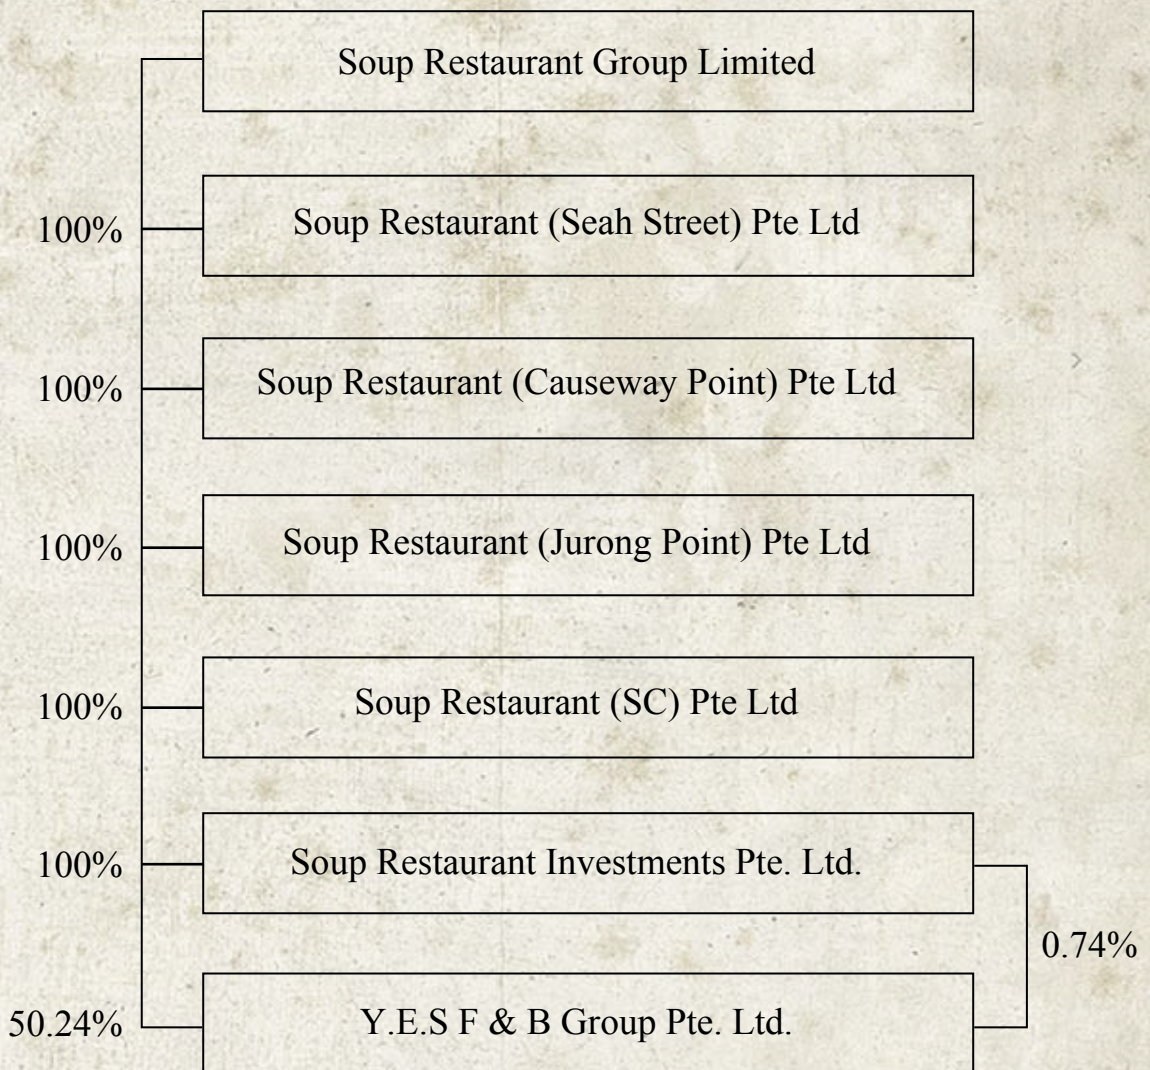 Soup Restaurant Group Limited
100%
Soup Restaurant (Seah Street) Pte Ltd
100%
Soup Restaurant (Causeway Point) Pte Ltd
100%
Soup Restaurant (Jurong Point) Pte Ltd
100%
Soup Restaurant (SC) Pte Ltd
100%
Soup Restaurant Investments Pte. Ltd.
0.74%
50.24%
Y.E.S F & B Group Pte. Ltd.